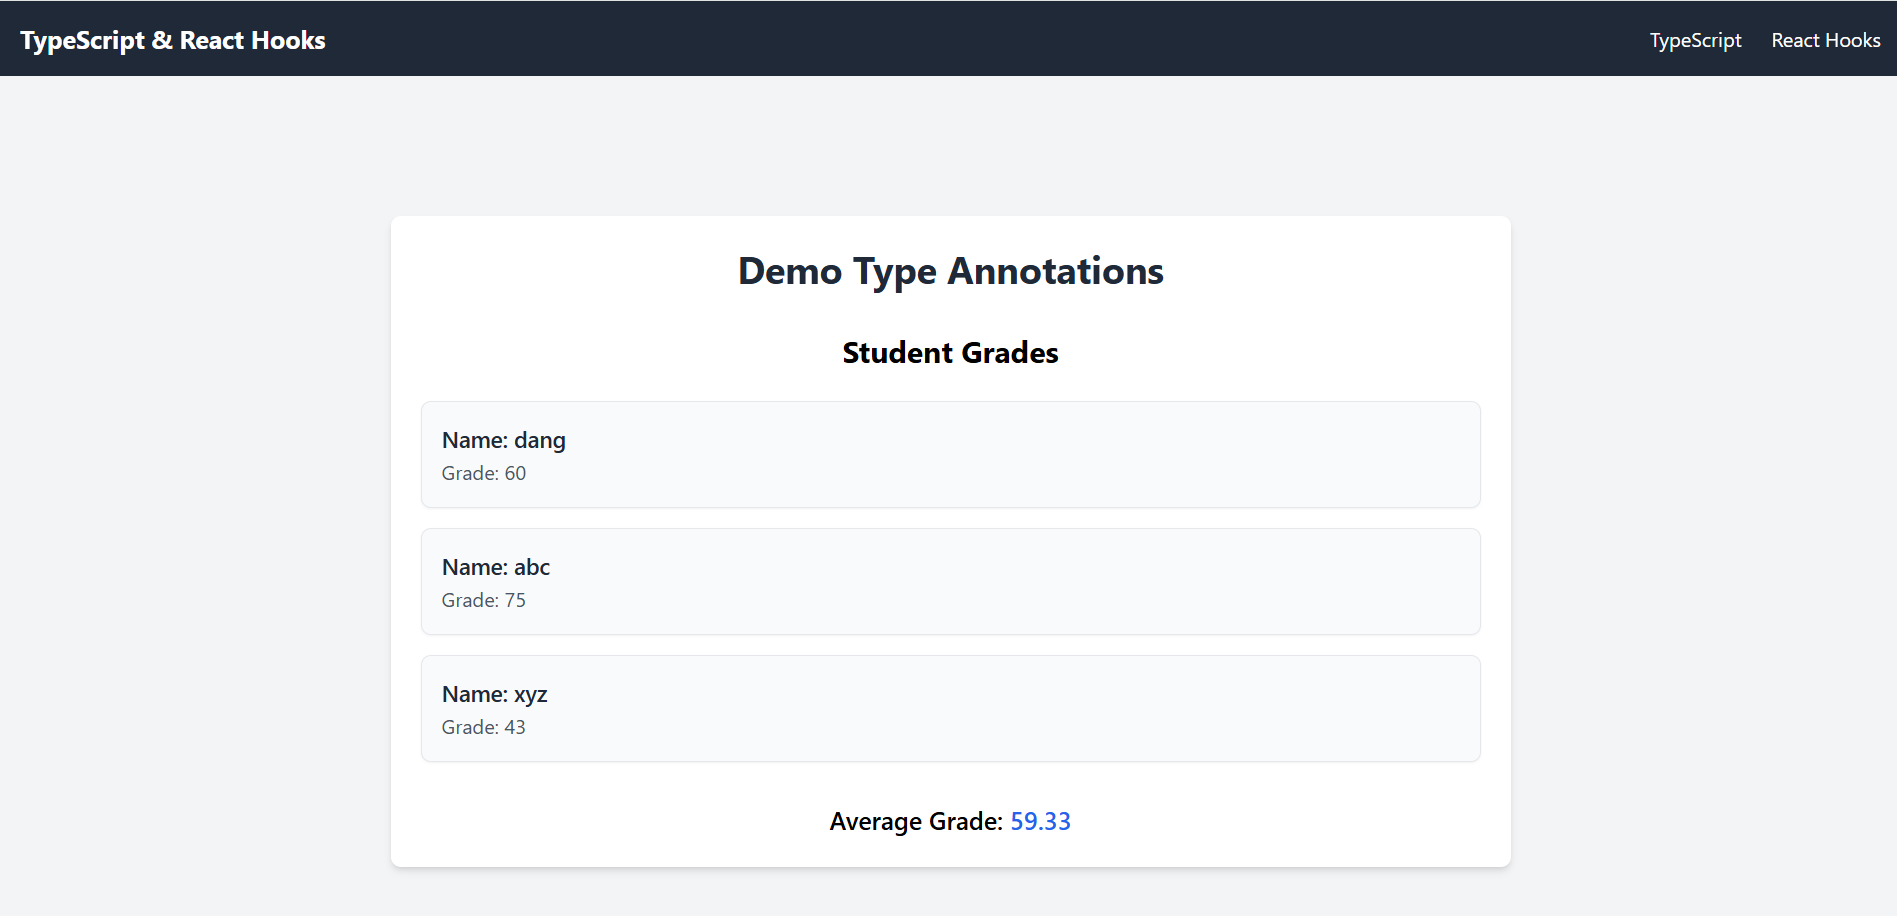 TypeScript & React Hooks
TypeScript
React Hooks
Demo Type Annotations
Student Grades
Name: dang
Grade: 60
Name: abc
Grade: 75
Name: xyz
Grade: 43
Average Grade: 59.33